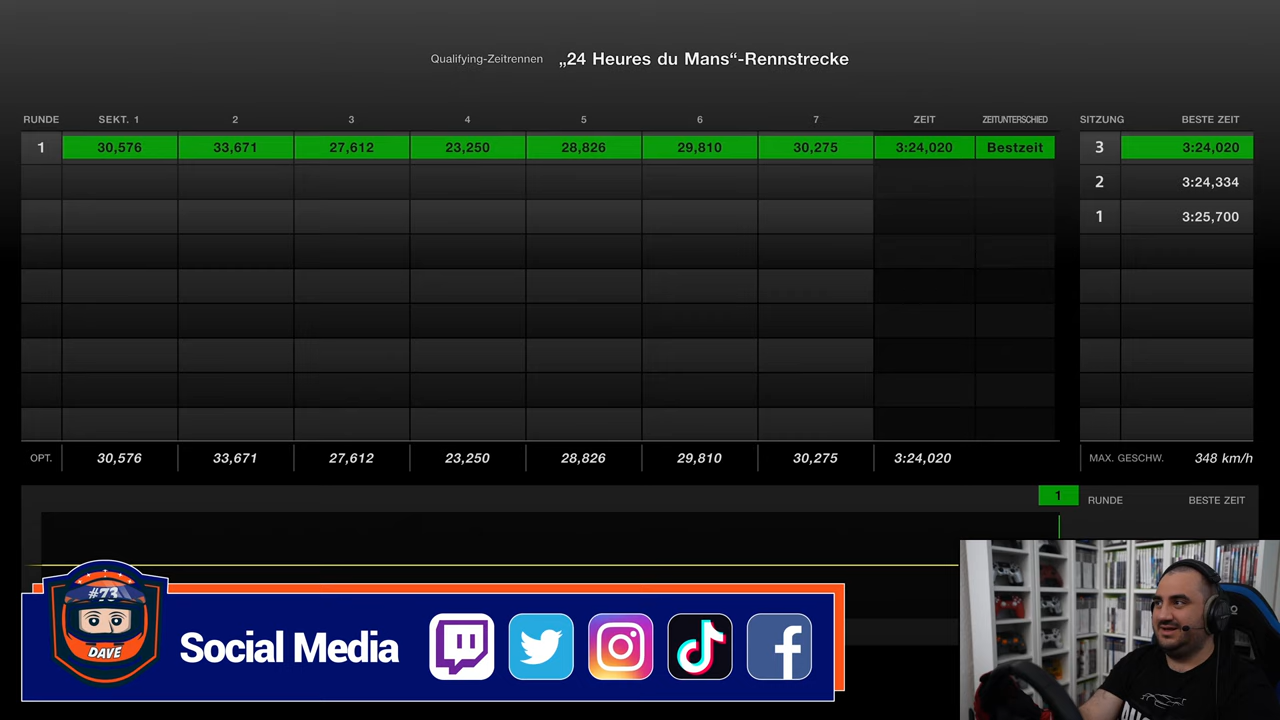 Qualifying-Zeitrennen „24 Heures du Mans“-Rennstrecke
RUNDE SEKT. 1 2 3 4 5 6 7 ZEIT ZEITUNTERSCHIED SITZUNG BESTE ZEIT
1 30,576 33,671 27,612 23,250 28,826 29,810 30,275 3:24,020 Bestzeit 3 3:24,020
2 3:24,334
1 3:25,700
OPT. 30,576 33,671 27,612 23,250 28,826 29,810 30,275 3:24,020 MAX. GESCHW. 348 km/h
1 RUNDE BESTE ZEIT
#73
DAVE
Social Media